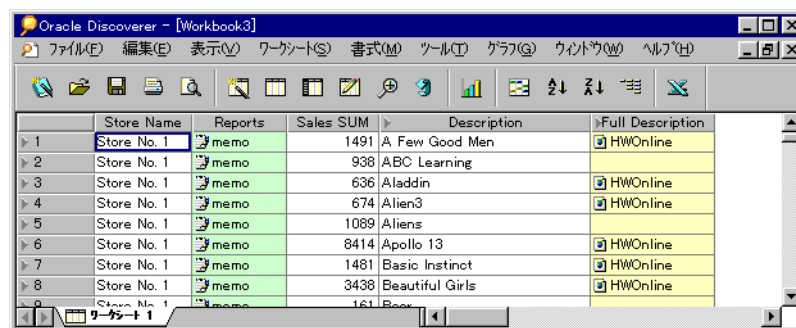 Oracle Discoverer - [Workbook3]
ファイル(F) 編集(E) 表示(V) ワークシート(S) 書式(M) ツール(T) グラフ(G) ウィンドウ(W) ヘルプ(H)
Store Name Reports Sales SUM Description Full Description
1 Store No. 1 memo 1491 A Few Good Men HWOnline
2 Store No. 1 memo 938 ABC Learning
3 Store No. 1 memo 636 Aladdin HWOnline
4 Store No. 1 memo 674 Alien3 HWOnline
5 Store No. 1 memo 1089 Aliens
6 Store No. 1 memo 8414 Apollo 13 HWOnline
7 Store No. 1 memo 1481 Basic Instinct HWOnline
8 Store No. 1 memo 3438 Beautiful Girls HWOnline
9 Store No. 1 memo 161
ワークシート 1